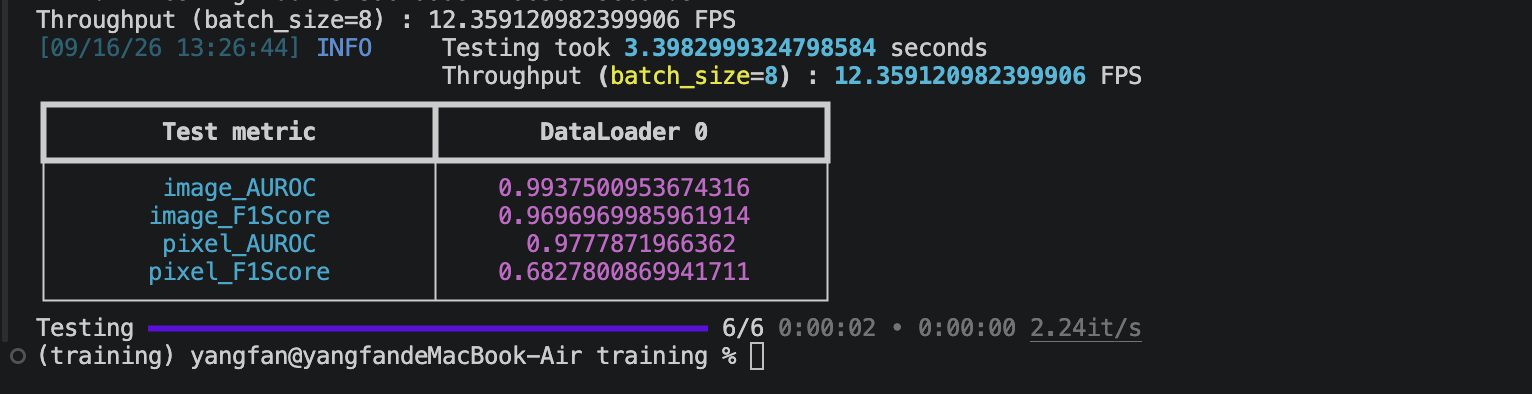 Throughput (batch_size=8) : 12.359120982399906 FPS
[09/16/26 13:26:44] INFO Testing took 3.3982999324798584 seconds
Throughput (batch_size=8) : 12.359120982399906 FPS
Test metric DataLoader 0
image_AUROC 0.9937500953674316
image_F1Score 0.9696969985961914
pixel_AUROC 0.9777871966362
pixel_F1Score 0.6827800869941711
Testing 6/6 0:00:02 • 0:00:00 2.24it/s
(training) yangfan@yangfandeMacBook-Air training %